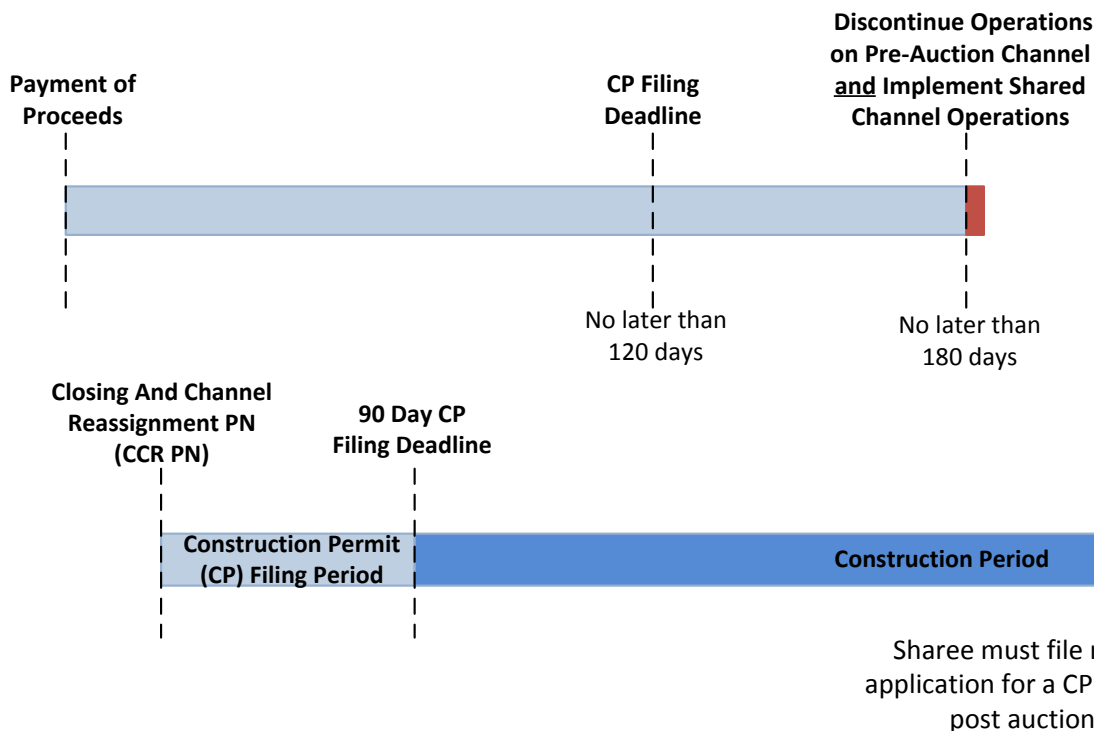 Payment of
Proceeds
CP Filing
Deadline
Discontinue Operations
on Pre-Auction Channel
and Implement Shared
Channel Operations
No later than
120 days
No later than
180 days
Closing And Channel
Reassignment PN
(CCR PN)
90 Day CP
Filing Deadline
Construction Permit
(CP) Filing Period
Construction Period
Sharee must file
application for a CP
post auction